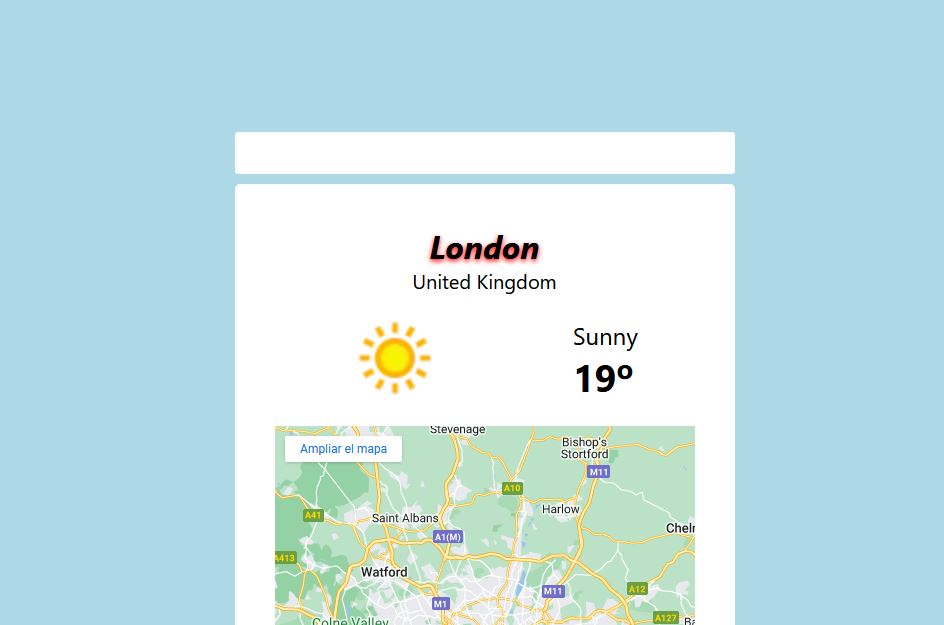 London
United Kingdom
Sunny
19º
Ampliar el mapa
Stevenage
Bishop's
Stortford
M11
A10
A41
Saint Albans
Harlow
A1(M)
A413
Watford
M11
A12
M1
A127
Colne Valley